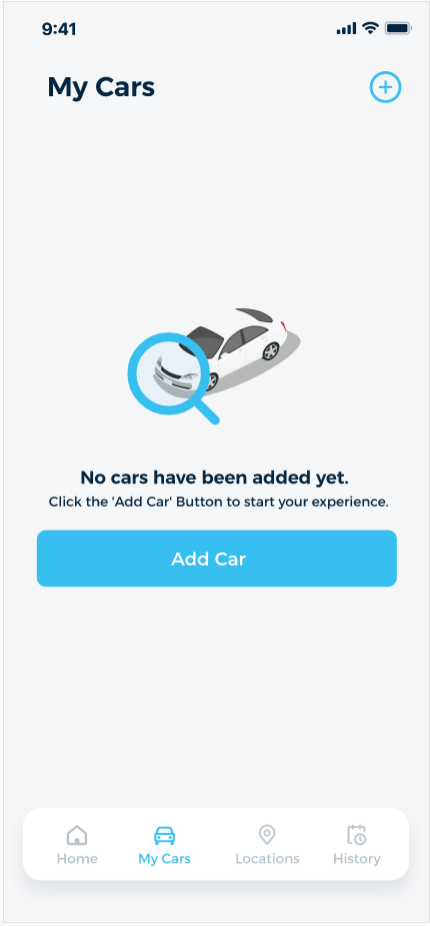 9:41
My Cars
No cars have been added yet.
Click the 'Add Car' Button to start your experience.
Add Car
Home
My Cars
Locations
History